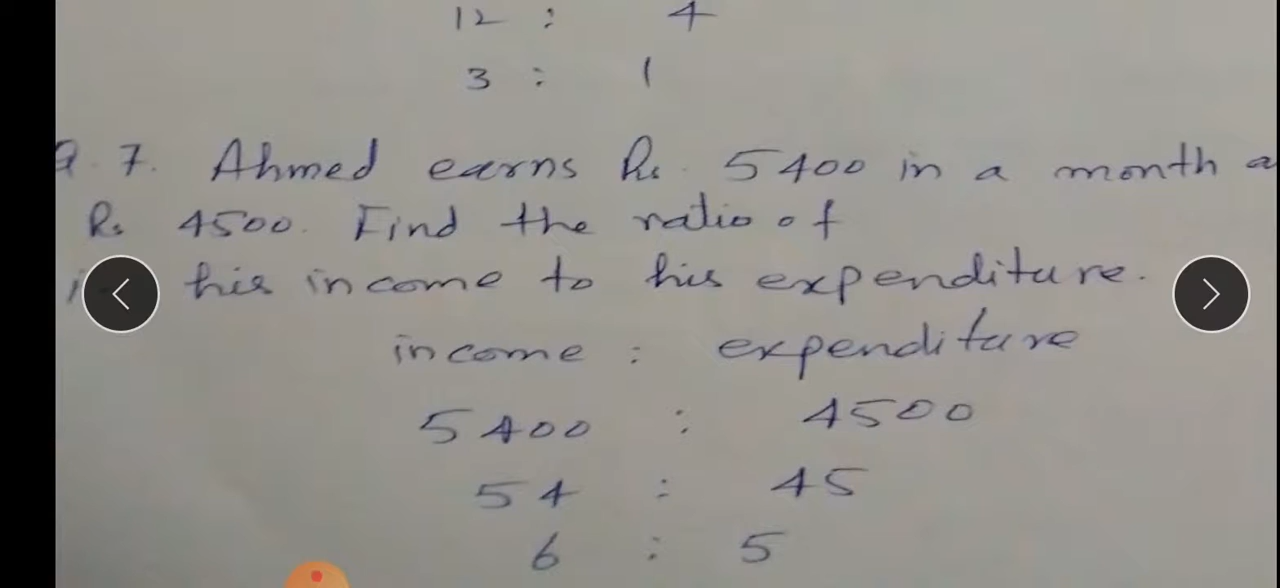 12 : 4
3 : 1
Q.7. Ahmed earns Rs. 5400 in a month a
Rs 4500. Find the ratio of
his income to his expenditure.
income : expenditure
5400 : 4500
54 : 45
6 : 5